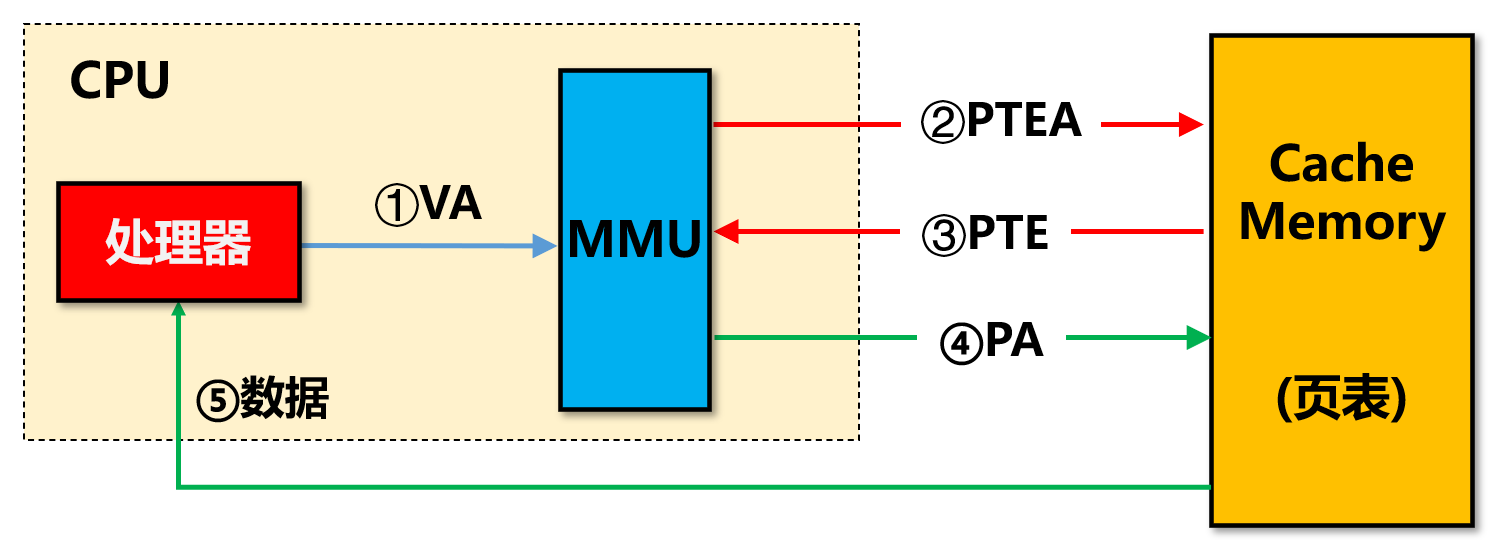 CPU
处理器
①VA
MMU
②PTEA
③PTE
④PA
⑤数据
Cache
Memory
(页表)